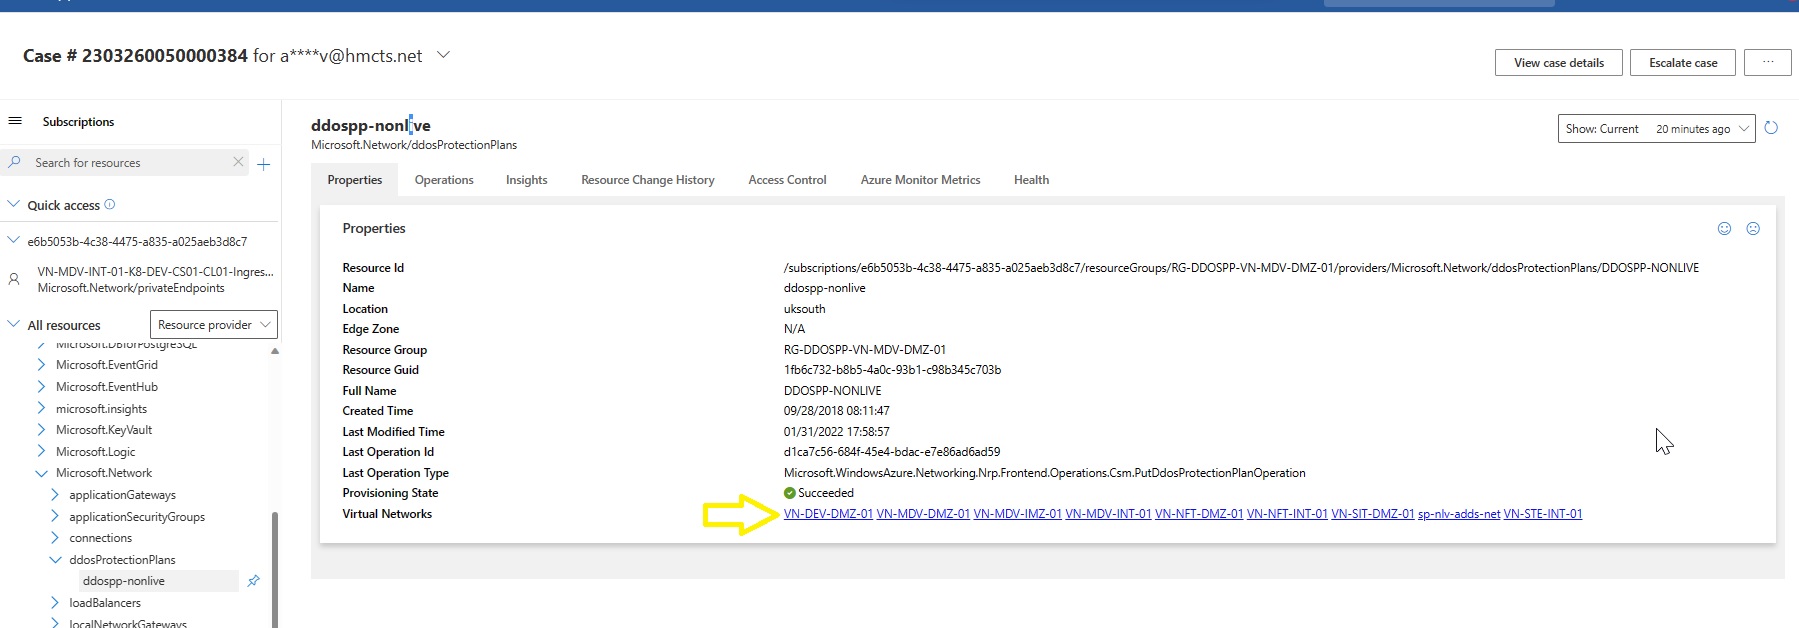 Case # 2303260050000384 for a****v@hmcts.net
View case details
Escalate case
...
Subscriptions
Search for resources
Quick access
e6b5053b-4c38-4475-a835-a025aeb3d8c7
VN-MDV-INT-01-K8-DEV-CS01-CL01-Ingres...
Microsoft.Network/privateEndpoints
All resources
Resource provider
Microsoft.DBforPostgreSQL
Microsoft.EventGrid
Microsoft.EventHub
microsoft.insights
Microsoft.KeyVault
Microsoft.Logic
Microsoft.Network
applicationGateways
applicationSecurityGroups
connections
ddosProtectionPlans
ddospp-nonlive
loadBalancers
localNetworkGateways
ddospp-nonlive
Microsoft.Network/ddosProtectionPlans
Show: Current 20 minutes ago
Properties Operations Insights Resource Change History Access Control Azure Monitor Metrics Health
Properties
Resource Id /subscriptions/e6b5053b-4c38-4475-a835-a025aeb3d8c7/resourceGroups/RG-DDOSPP-VN-MDV-DMZ-01/providers/Microsoft.Network/ddosProtectionPlans/DDOSPP-NONLIVE
Name ddospp-nonlive
Location uksouth
Edge Zone N/A
Resource Group RG-DDOSPP-VN-MDV-DMZ-01
Resource Guid 1fb6c732-b8b5-4a0c-93b1-c98b345c703b
Full Name DDOSPP-NONLIVE
Created Time 09/28/2018 08:11:47
Last Modified Time 01/31/2022 17:58:57
Last Operation Id d1ca7c56-684f-45e4-bdac-e7e86ad6ad59
Last Operation Type Microsoft.WindowsAzure.Networking.Nrp.Frontend.Operations.Csm.PutDdosProtectionPlanOperation
Provisioning State Succeeded
Virtual Networks VN-DEV-DMZ-01 VN-MDV-DMZ-01 VN-MDV-IMZ-01 VN-MDV-INT-01 VN-NFT-DMZ-01 VN-NFT-INT-01 VN-SIT-DMZ-01 sp-nlv-adds-net VN-STE-INT-01